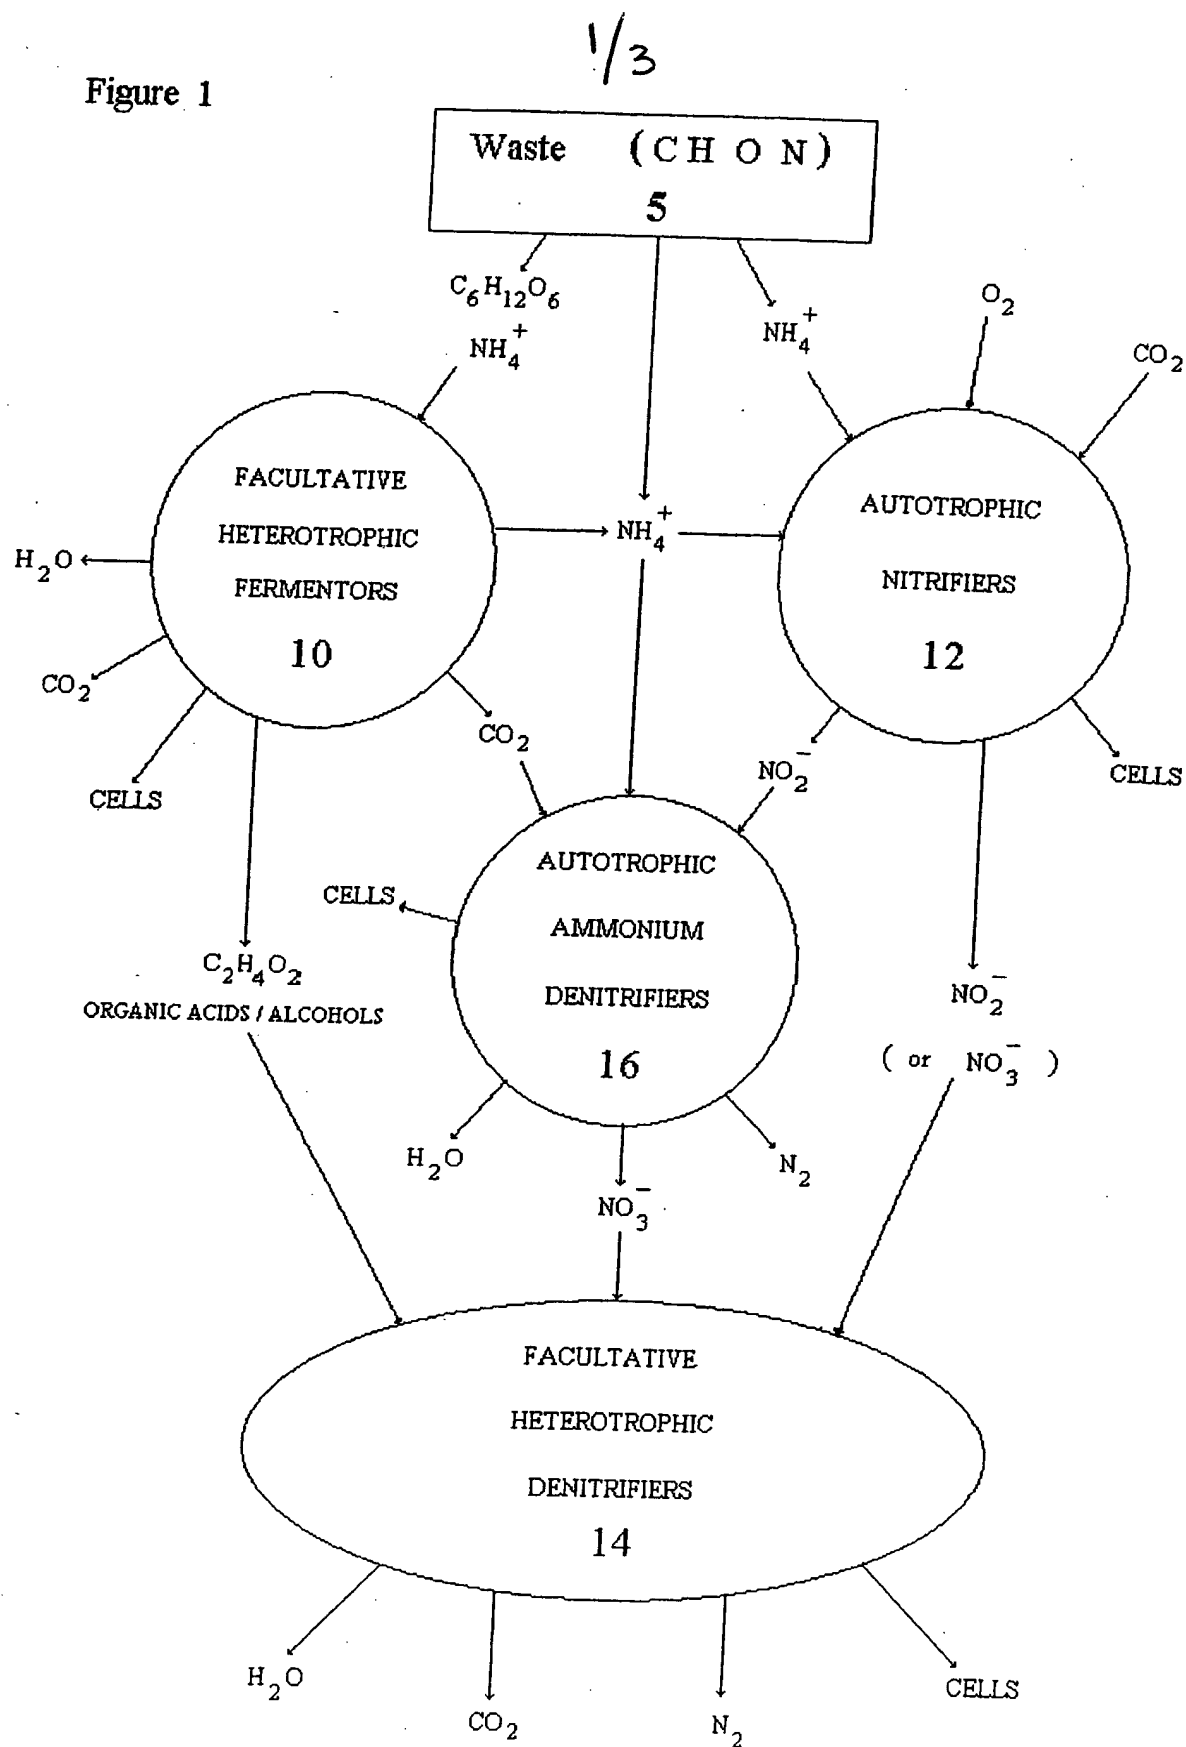 1/3
Figure 1
Waste (C H O N)
5
C6H12O6
NH4+
NH4+
O2
CO2
FACULTATIVE
HETEROTROPHIC
FERMENTORS
10
NH4+
AUTOTROPHIC
NITRIFIERS
12
H2O
CO2
CELLS
CO2
NO2-
CELLS
AUTOTROPHIC
AMMONIUM
DENITRIFIERS
16
CELLS
C2H4O2
ORGANIC ACIDS / ALCOHOLS
NO2-
( or NO3- )
H2O
NO3-
N2
FACULTATIVE
HETEROTROPHIC
DENITRIFIERS
14
H2O
CO2
N2
CELLS